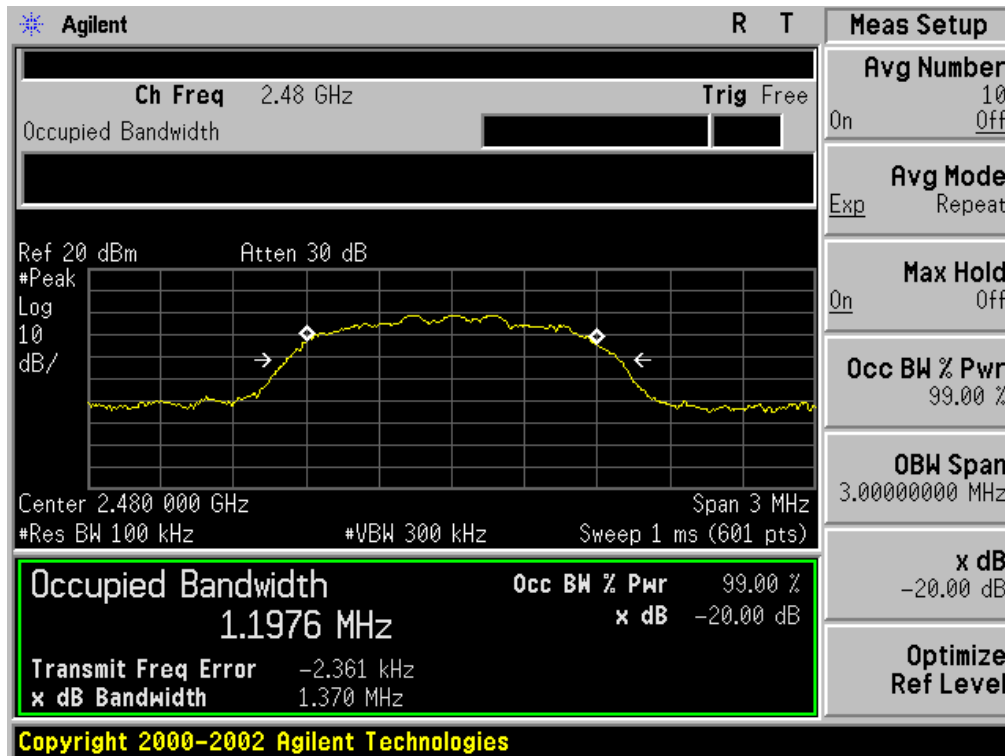 Agilent R T
Ch Freq 2.48 GHz Trig Free
Occupied Bandwidth
Ref 20 dBm Atten 30 dB
#Peak
Log
10
dB/
Center 2.480 000 GHz Span 3 MHz
#Res BW 100 kHz #VBW 300 kHz Sweep 1 ms (601 pts)
Occupied Bandwidth
1.1976 MHz
Occ BW % Pwr 99.00 %
x dB -20.00 dB
Transmit Freq Error -2.361 kHz
x dB Bandwidth 1.370 MHz
Copyright 2000-2002 Agilent Technologies
Meas Setup
Avg Number
10
On Off
Avg Mode
Exp Repeat
Max Hold
On Off
Occ BW % Pwr
99.00 %
OBW Span
3.00000000 MHz
x dB
-20.00 dB
Optimize
Ref Level